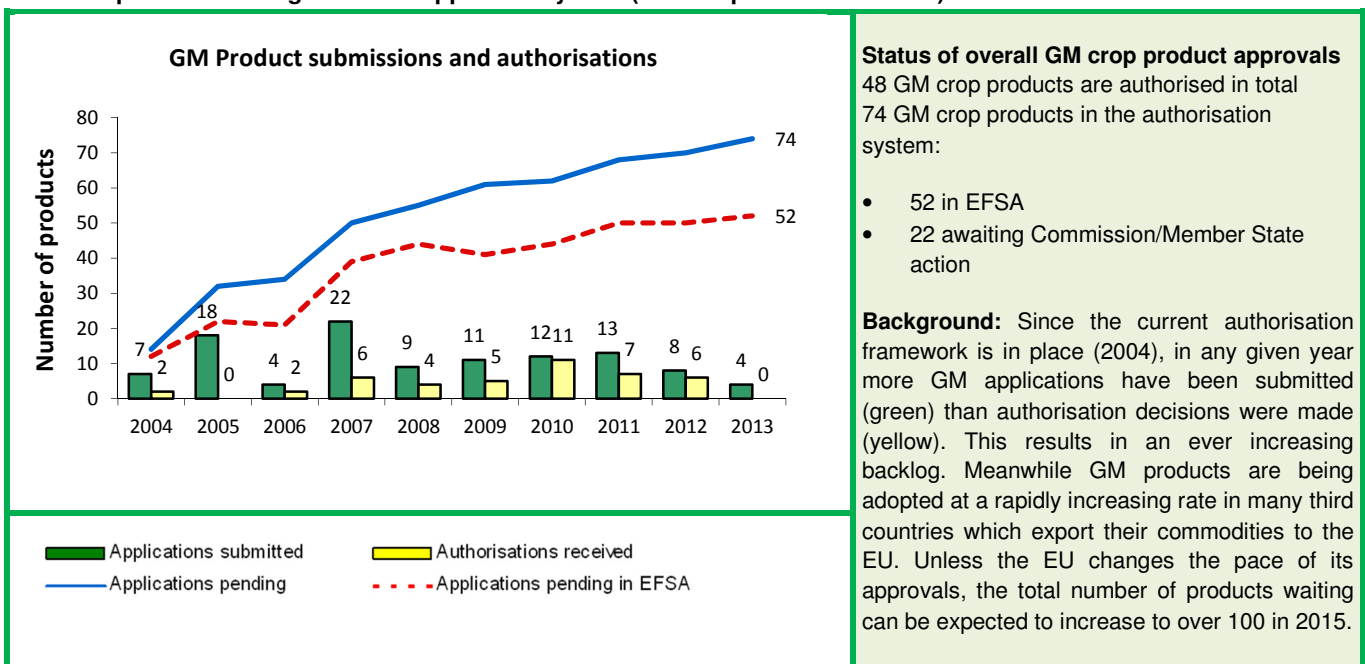 GM Product submissions and authorisations
Number of products
80
70
60
50
40
30
20
10
0
74
52
7
2
18
0
4
2
22
6
9
4
11
5
12
11
13
7
8
6
4
0
2004 2005 2006 2007 2008 2009 2010 2011 2012 2013
Applications submitted
Authorisations received
Applications pending
Applications pending in EFSA
Status of overall GM crop product approvals
48 GM crop products are authorised in total
74 GM crop products in the authorisation
system:
• 52 in EFSA
• 22 awaiting Commission/Member State
action
Background: Since the current authorisation
framework is in place (2004), in any given year
more GM applications have been submitted
(green) than authorisation decisions were made
(yellow). This results in an ever increasing
backlog. Meanwhile GM products are being
adopted at a rapidly increasing rate in many third
countries which export their commodities to the
EU. Unless the EU changes the pace of its
approvals, the total number of products waiting
can be expected to increase to over 100 in 2015.